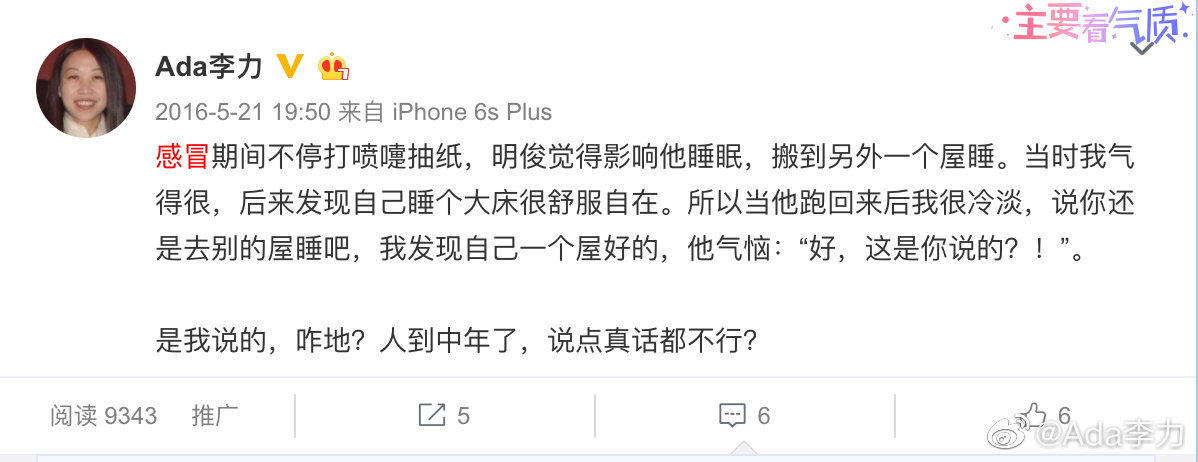 主要看气质
Ada李力
7
2016-5-21 19:50 来自 iPhone 6s Plus
感冒期间不停打喷嚏抽纸，明俊觉得影响他睡眠，搬到另外一个屋睡。当时我气
得很，后来发现自己睡个大床很舒服自在。所以当他跑回来后我很冷淡，说你还
是去别的屋睡吧，我发现自己一个屋好的，他气恼：“好，这是你说的？！”。
是我说的，咋地？人到中年了，说点真话都不行？
阅读 9343 推广 5 6 6
@Ada李力